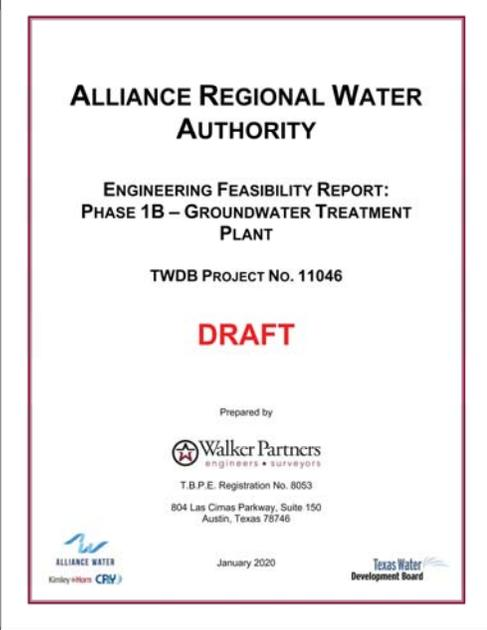 ALLIANCE REGIONAL WATER
AUTHORITY
ENGINEERING FEASIBILITY REPORT:
PHASE 1B – GROUNDWATER TREATMENT
PLANT
TWDB PROJECT NO. 11046
DRAFT
Prepared by
Walker Partners
engineers • surveyors
T.B.P.E. Registration No. 8053
804 Las Cimas Parkway, Suite 150
Austin, Texas 78746
ALLIANCE WATER
Kimley»Horn CP&Y
January 2020
Texas Water
Development Board